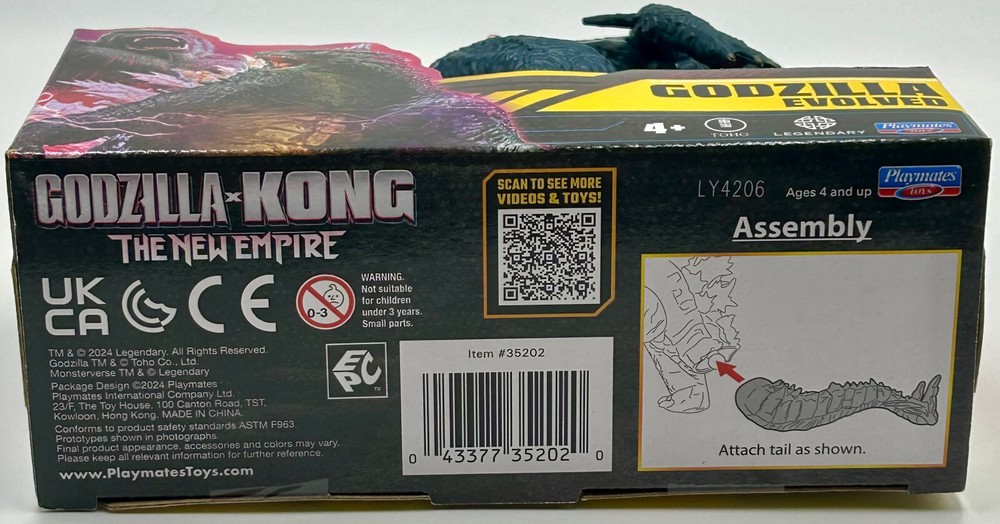 GODZILLA
EVOLVED
4+
TOHO
LEGENDARY
Playmates
Toys
GODZILLA x KONG
THE NEW EMPIRE
UK
CA
CE
0-3
WARNING.
Not suitable
for children
under 3 years.
Small parts.
TM & © 2024 Legendary. All Rights Reserved.
Godzilla TM & © Toho Co., Ltd.
Monsterverse TM & © Legendary
Package Design ©2024 Playmates
Playmates International Company Ltd.
23/F, The Toy House, 100 Canton Road, TST,
Kowloon, Hong Kong. MADE IN CHINA.
Conforms to product safety standards ASTM F963
Prototypes shown in photographs.
Final product appearance, accessories and colors may vary.
Please keep all relevant information for further reference.
www.PlaymatesToys.com
EPC
TM
SCAN TO SEE MORE
VIDEOS & TOYS!
Item #35202
0 43377 35202 0
LY4206
Ages 4 and up
Playmates
Toys
Assembly
Attach tail as shown.